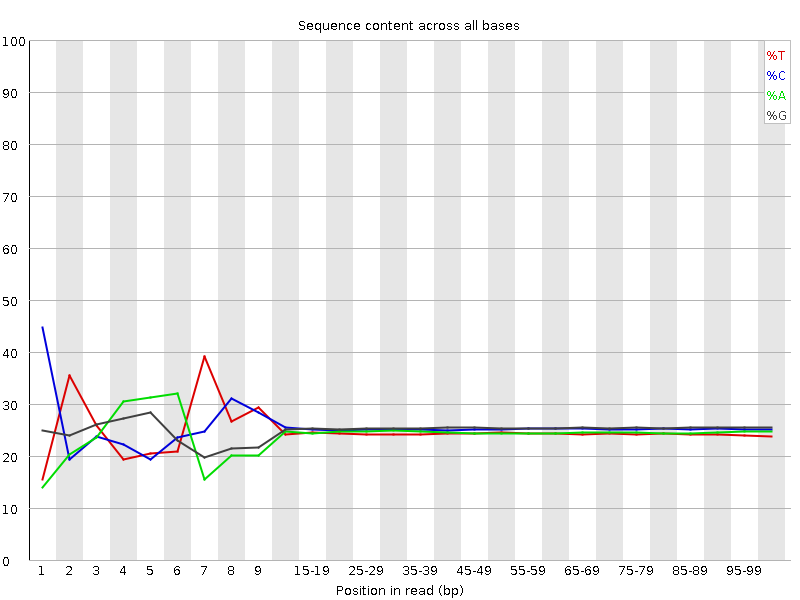 Sequence content across all bases
100
90
80
70
60
50
40
30
20
10
0
%T
%C
%A
%G
1 2 3 4 5 6 7 8 9 15-19 25-29 35-39 45-49 55-59 65-69 75-79 85-89 95-99
Position in read (bp)